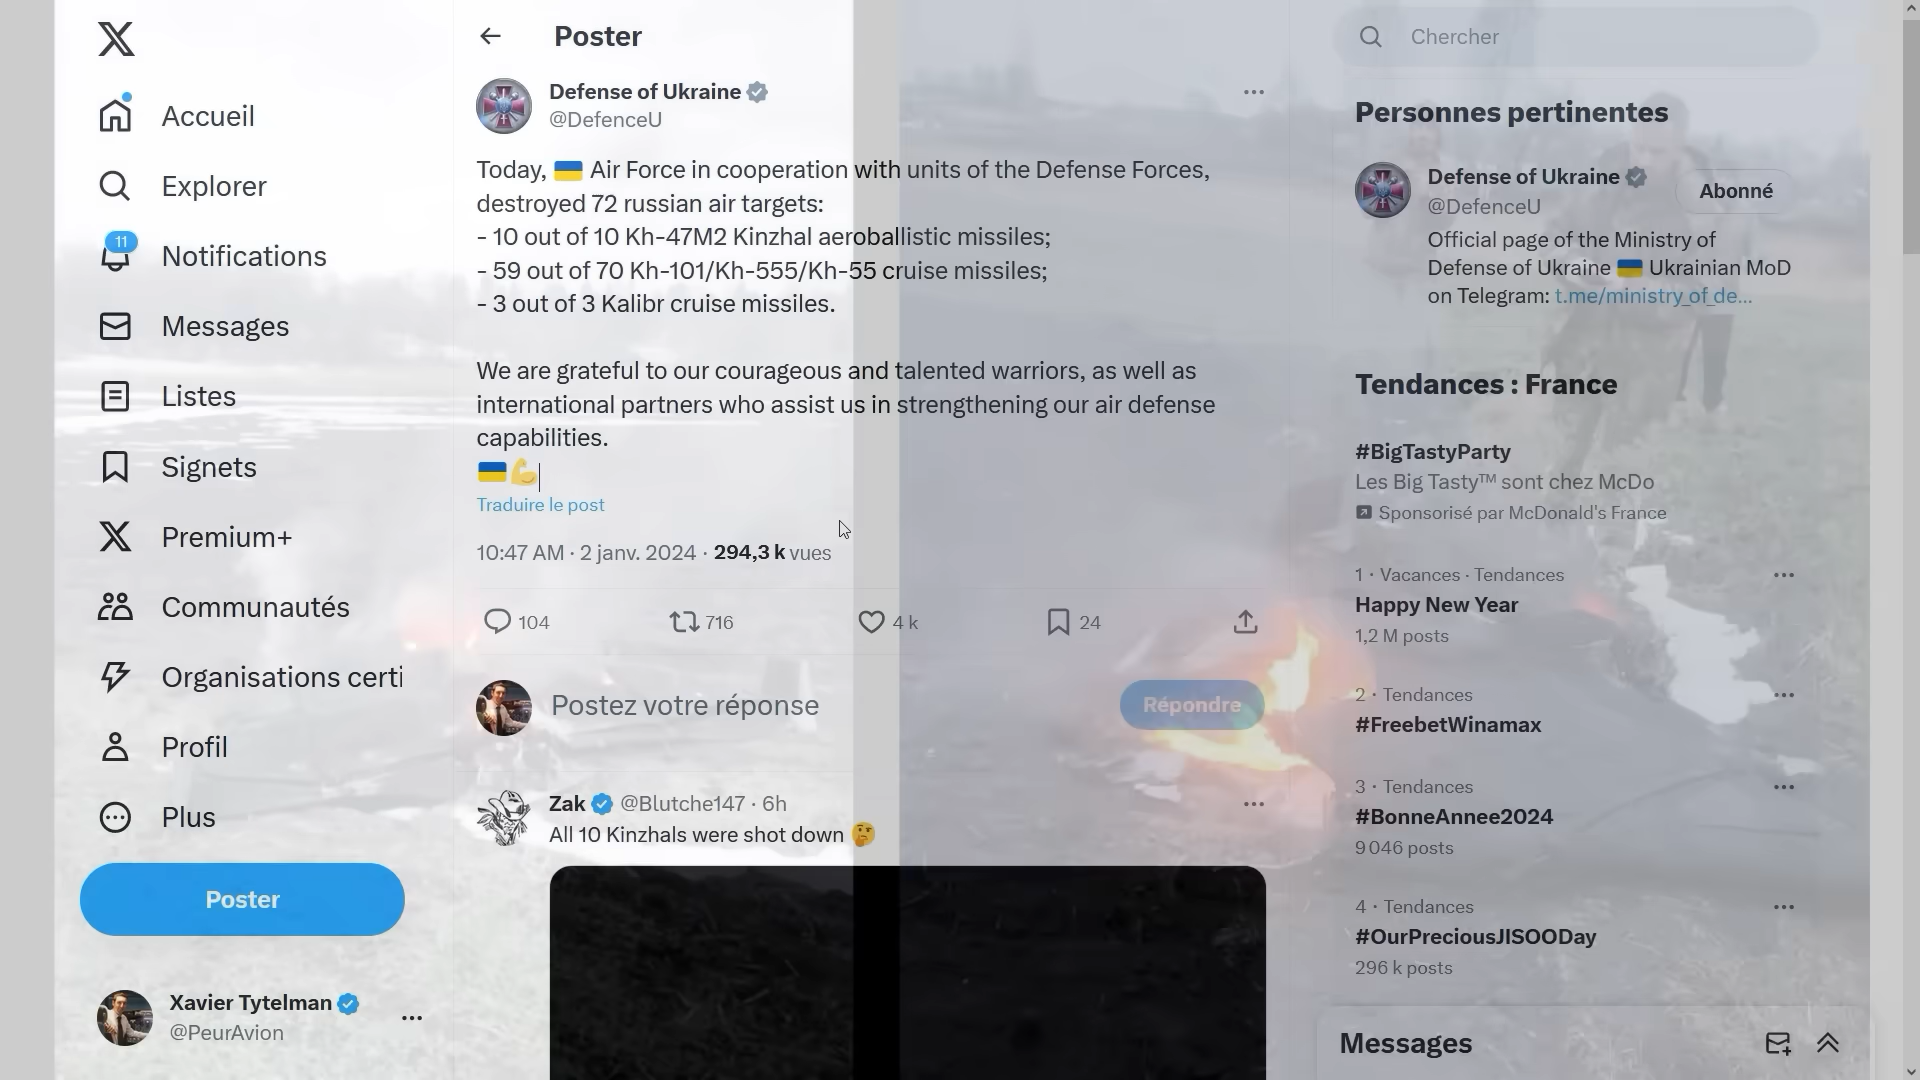 Accueil
Explorer
11
Notifications
Messages
Listes
Signets
Premium+
Communautés
Organisations certi
Profil
Plus
Poster
Xavier Tytelman
@PeurAvion
Poster
Defense of Ukraine
@DefenceU
Today, 🇺🇦 Air Force in cooperation with units of the Defense Forces,
destroyed 72 russian air targets:
- 10 out of 10 Kh-47M2 Kinzhal aeroballistic missiles;
- 59 out of 70 Kh-101/Kh-555/Kh-55 cruise missiles;
- 3 out of 3 Kalibr cruise missiles.
We are grateful to our courageous and talented warriors, as well as
international partners who assist us in strengthening our air defense
capabilities.
🇺🇦💪
Traduire le post
10:47 AM · 2 janv. 2024 · 294,3 k vues
104 716 4 k 24
Postez votre réponse
Répondre
Zak @Blutche147 · 6h
All 10 Kinzhals were shot down 🤔
Chercher
Personnes pertinentes
Defense of Ukraine
@DefenceU
Abonné
Official page of the Ministry of
Defense of Ukraine 🇺🇦 Ukrainian MoD
on Telegram: t.me/ministry_of_de...
Tendances : France
#BigTastyParty
Les Big Tasty™ sont chez McDo
Sponsorisé par McDonald's France
1 · Vacances · Tendances
Happy New Year
1,2 M posts
2 · Tendances
#FreebetWinamax
3 · Tendances
#BonneAnnee2024
9 046 posts
4 · Tendances
#OurPreciousJISOODay
296 k posts
Messages